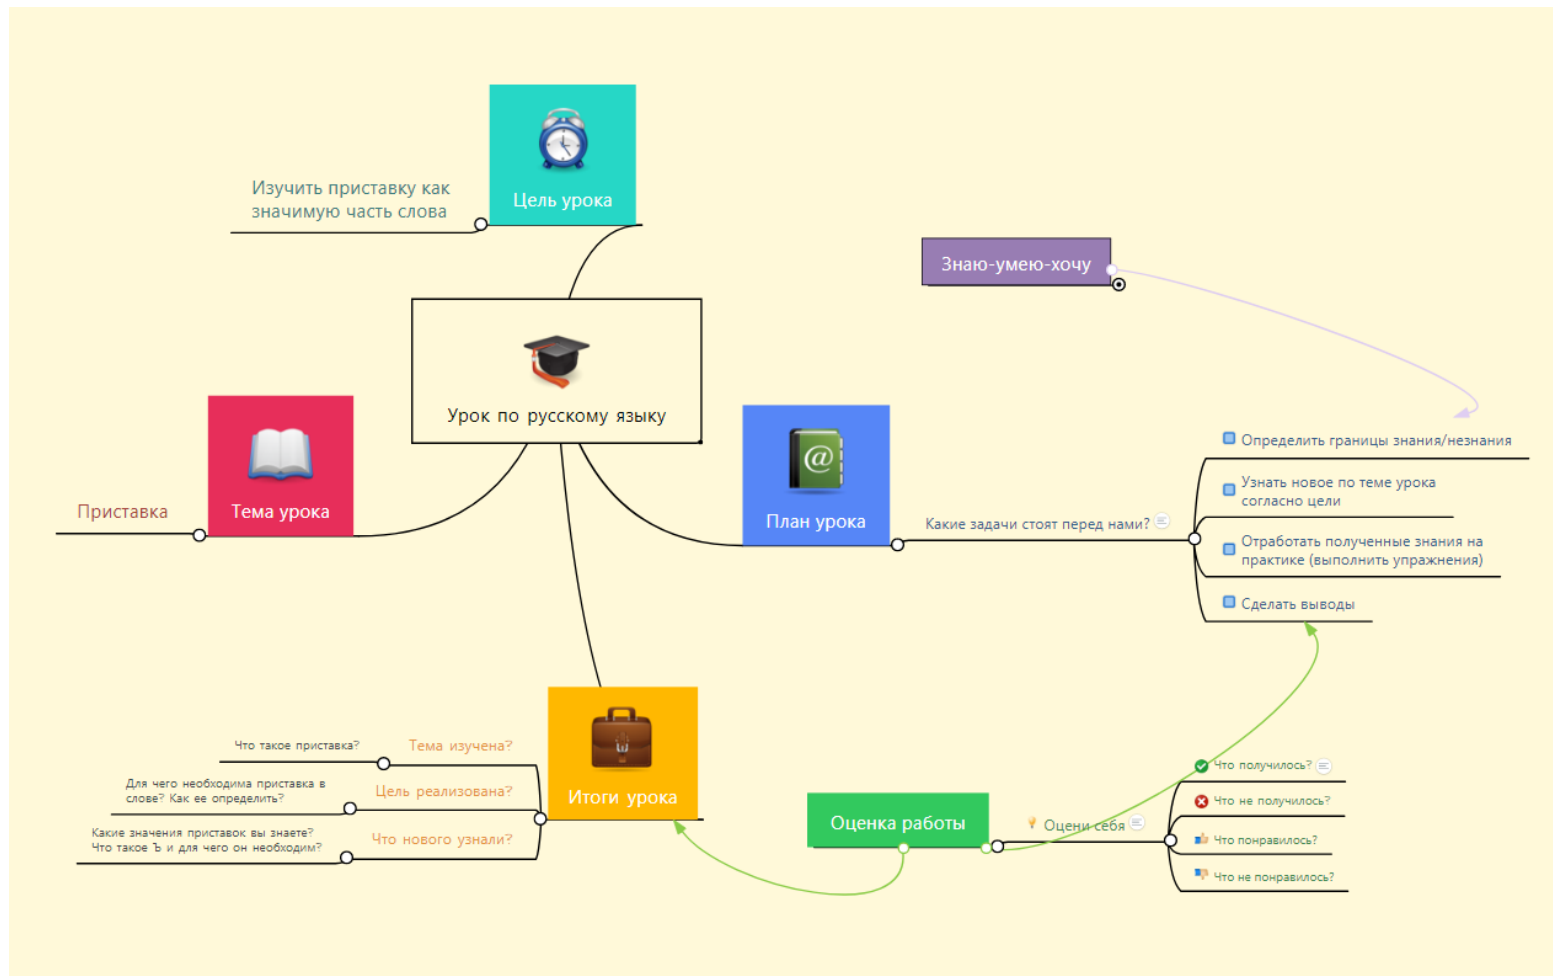 Цель урока
Изучить приставку как
значимую часть слова
Знаю-умею-хочу
Урок по русскому языку
Тема урока
Приставка
План урока
Какие задачи стоят перед нами?
Определить границы знания/незнания
Узнать новое по теме урока
согласно цели
Отработать полученные знания на
практике (выполнить упражнения)
Сделать выводы
Итоги урока
Тема изучена?
Что такое приставка?
Цель реализована?
Для чего необходима приставка в
слове? Как ее определить?
Что нового узнали?
Какие значения приставок вы знаете?
Что такое Ъ и для чего он необходим?
Оценка работы
Оцени себя
Что получилось?
Что не получилось?
Что понравилось?
Что не понравилось?